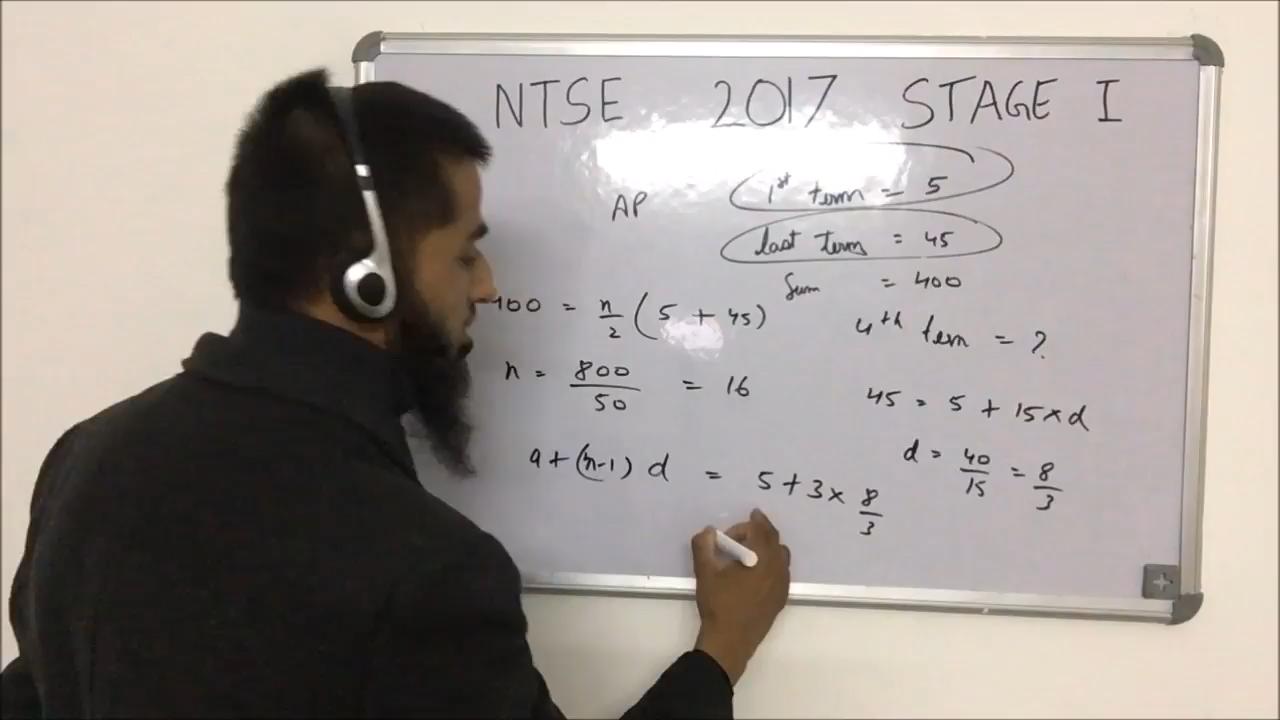 NTSE 2017 STAGE I
AP
1st term = 5
last term = 45
Sum = 400
4th term = ?
400 = n/2 (5 + 45)
n = 800/50 = 16
45 = 5 + 15 × d
d = 40/15 = 8/3
a + (n-1) d = 5 + 3 × 8/3